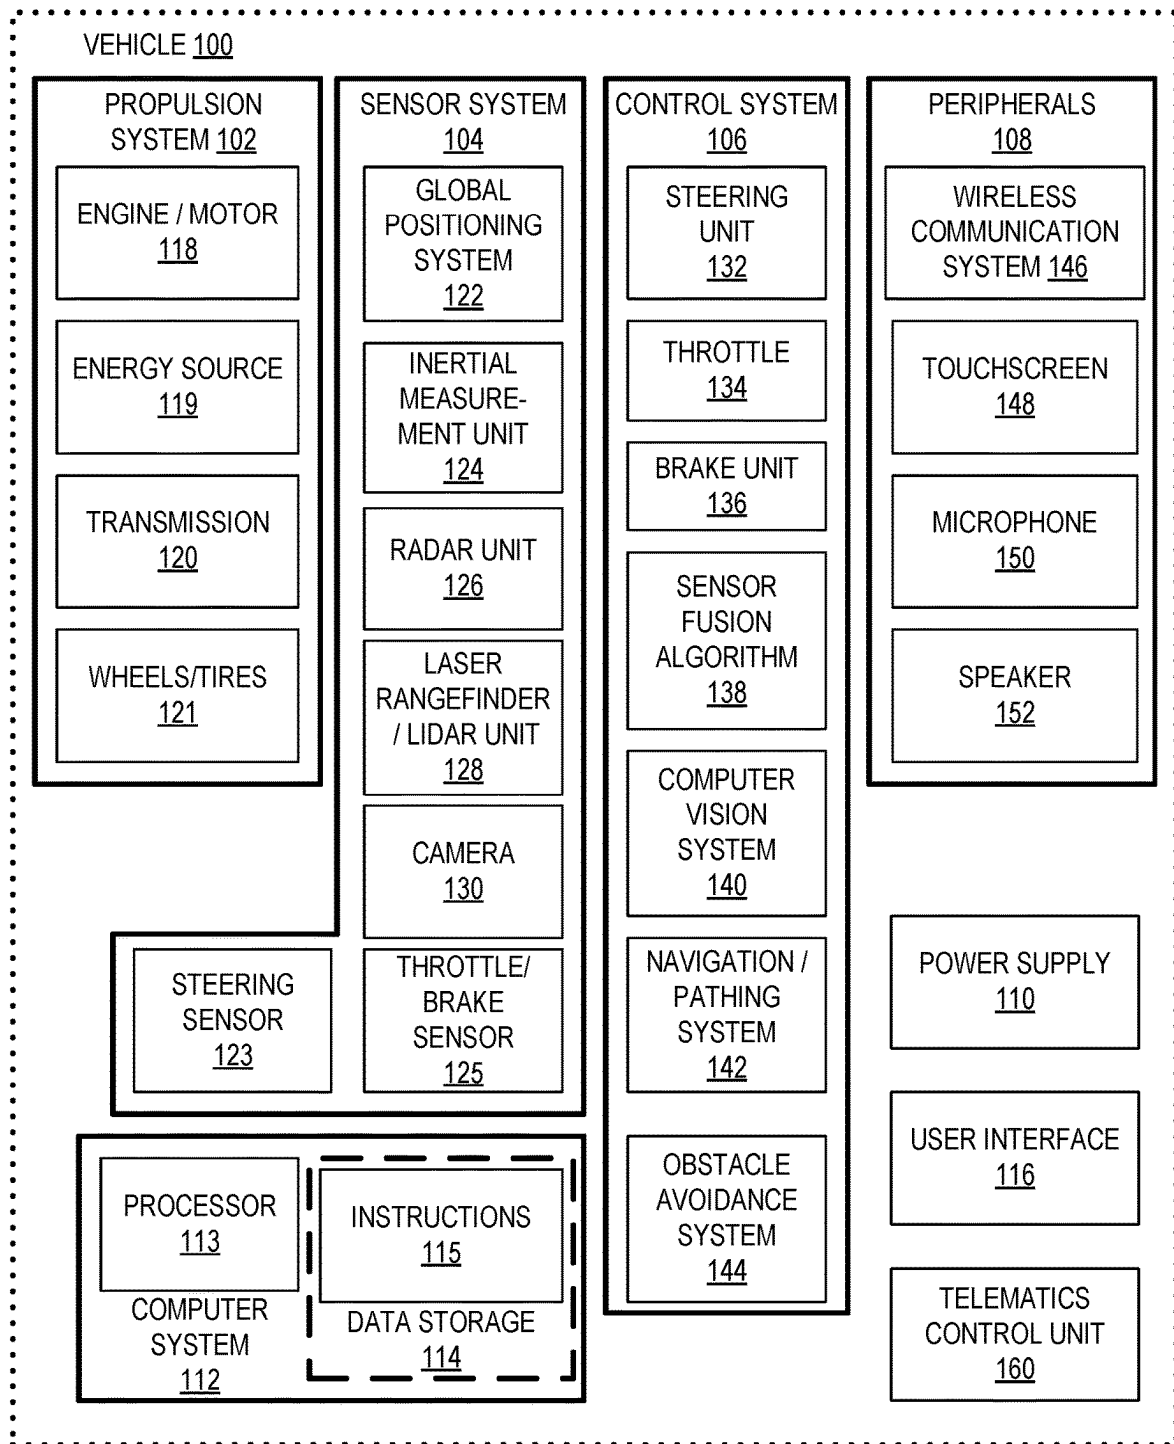 VEHICLE 100
PROPULSION
SYSTEM 102
ENGINE / MOTOR
118
ENERGY SOURCE
119
TRANSMISSION
120
WHEELS/TIRES
121
SENSOR SYSTEM
104
GLOBAL
POSITIONING
SYSTEM
122
INERTIAL
MEASURE-
MENT UNIT
124
RADAR UNIT
126
LASER
RANGEFINDER
/ LIDAR UNIT
128
CAMERA
130
STEERING
SENSOR
123
THROTTLE/
BRAKE
SENSOR
125
CONTROL SYSTEM
106
STEERING
UNIT
132
THROTTLE
134
BRAKE UNIT
136
SENSOR
FUSION
ALGORITHM
138
COMPUTER
VISION
SYSTEM
140
NAVIGATION /
PATHING
SYSTEM
142
OBSTACLE
AVOIDANCE
SYSTEM
144
PERIPHERALS
108
WIRELESS
COMMUNICATION
SYSTEM 146
TOUCHSCREEN
148
MICROPHONE
150
SPEAKER
152
PROCESSOR
113
COMPUTER
SYSTEM
112
INSTRUCTIONS
115
DATA STORAGE
114
POWER SUPPLY
110
USER INTERFACE
116
TELEMATICS
CONTROL UNIT
160